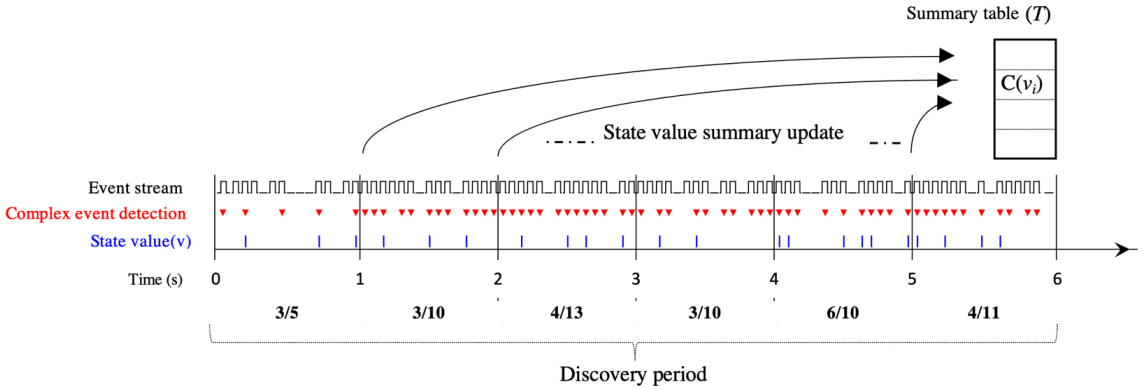 Summary table (T)
C(vi)
State value summary update
Event stream
Complex event detection
State value(v)
Time (s)
0 1 2 3 4 5 6
3/5 3/10 4/13 3/10 6/10 4/11
Discovery period